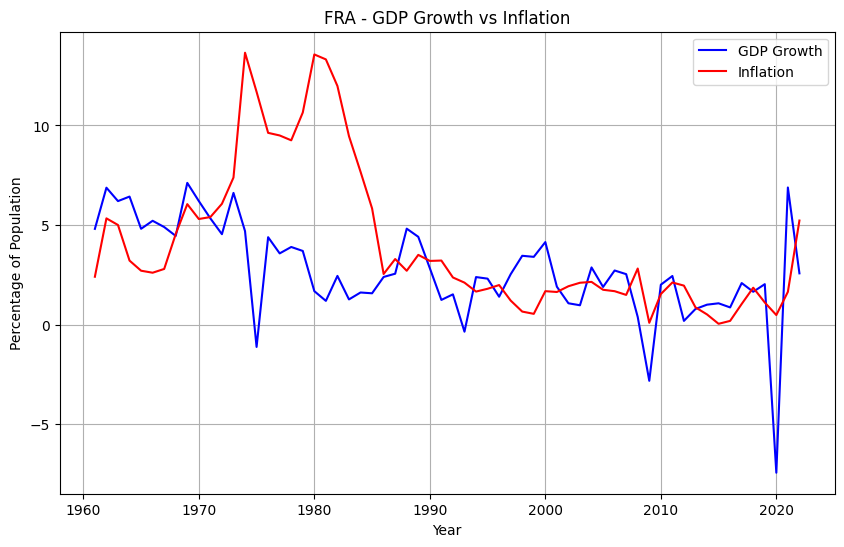 FRA - GDP Growth vs Inflation
GDP Growth
Inflation
Percentage of Population
10
5
0
−5
1960 1970 1980 1990 2000 2010 2020
Year